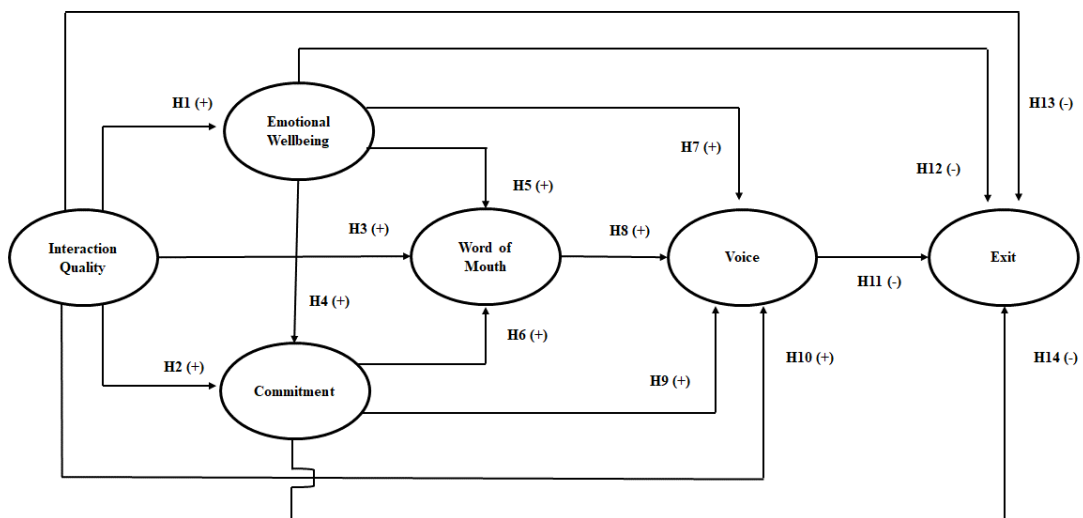 H1 (+)
Emotional
Wellbeing
H13 (-)
H7 (+)
H12 (-)
H5 (+)
H3 (+)
H8 (+)
Interaction
Quality
Word of
Mouth
Voice
Exit
H11 (-)
H4 (+)
H6 (+)
H2 (+)
H10 (+)
H14 (-)
H9 (+)
Commitment